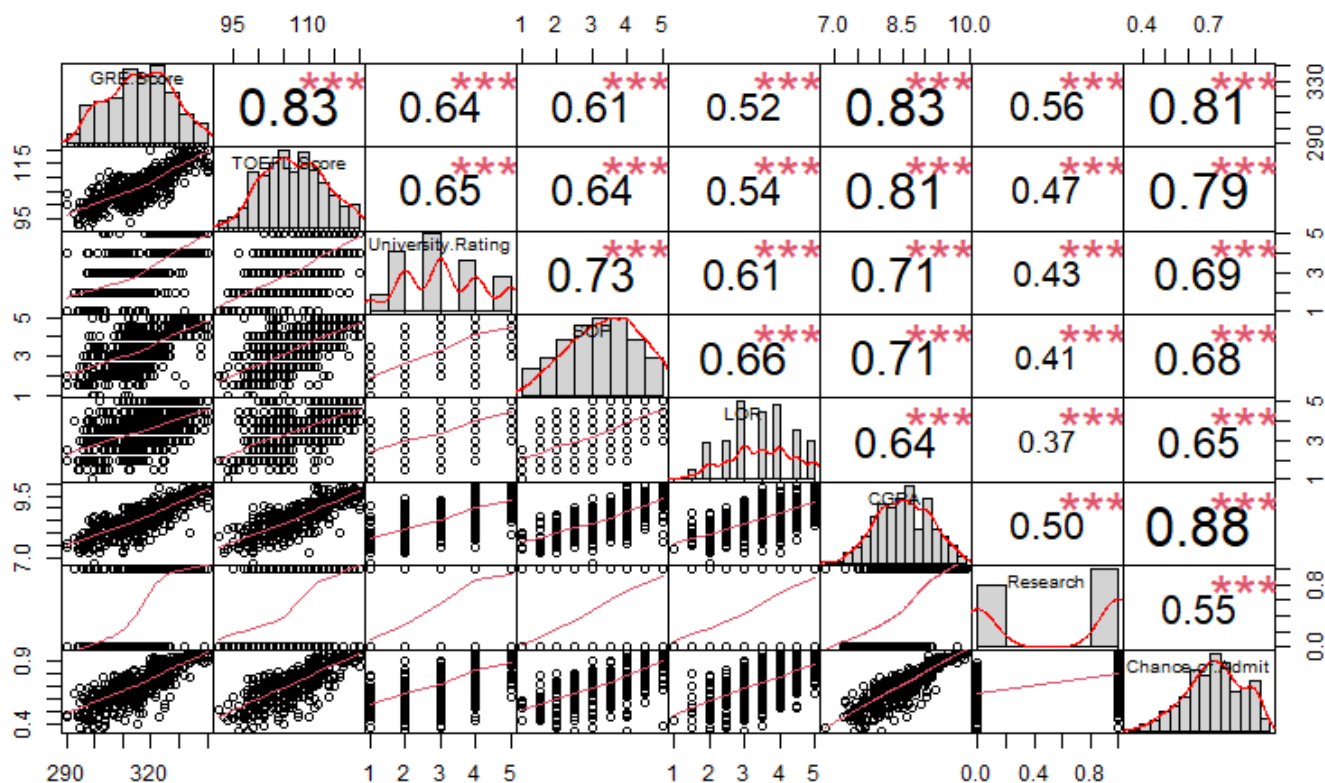 95 110 1 2 3 4 5 7.0 8.5 10.0 0.4 0.7
GRE.Score 0.83 *** 0.64 *** 0.61 *** 0.52 *** 0.83 *** 0.56 *** 0.81 *** 290 330
95 115 TOEFL.Score 0.65 *** 0.64 *** 0.54 *** 0.81 *** 0.47 *** 0.79 ***
University.Rating 0.73 *** 0.61 *** 0.71 *** 0.43 *** 0.69 *** 1 3 5
1 3 5 SOP 0.66 *** 0.71 *** 0.41 *** 0.68 ***
LOR 0.64 *** 0.37 *** 0.65 *** 1 3 5
7.0 9.5 CGPA 0.50 *** 0.88 ***
Research 0.55 *** 0.0 0.8
0.4 0.9 Chance.of.Admit
290 320 1 2 3 4 5 1 2 3 4 5 0.0 0.4 0.8